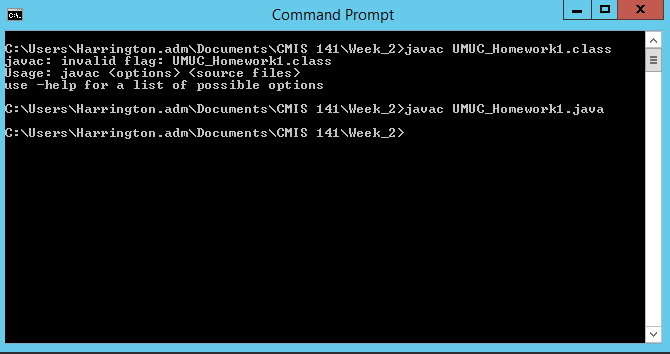 Command Prompt
C:\Users\Harrington.adm\Documents\CMIS 141\Week_2>javac UMUC_Homework1.class
javac: invalid flag: UMUC_Homework1.class
Usage: javac <options> <source files>
use -help for a list of possible options
C:\Users\Harrington.adm\Documents\CMIS 141\Week_2>javac UMUC_Homework1.java
C:\Users\Harrington.adm\Documents\CMIS 141\Week_2>